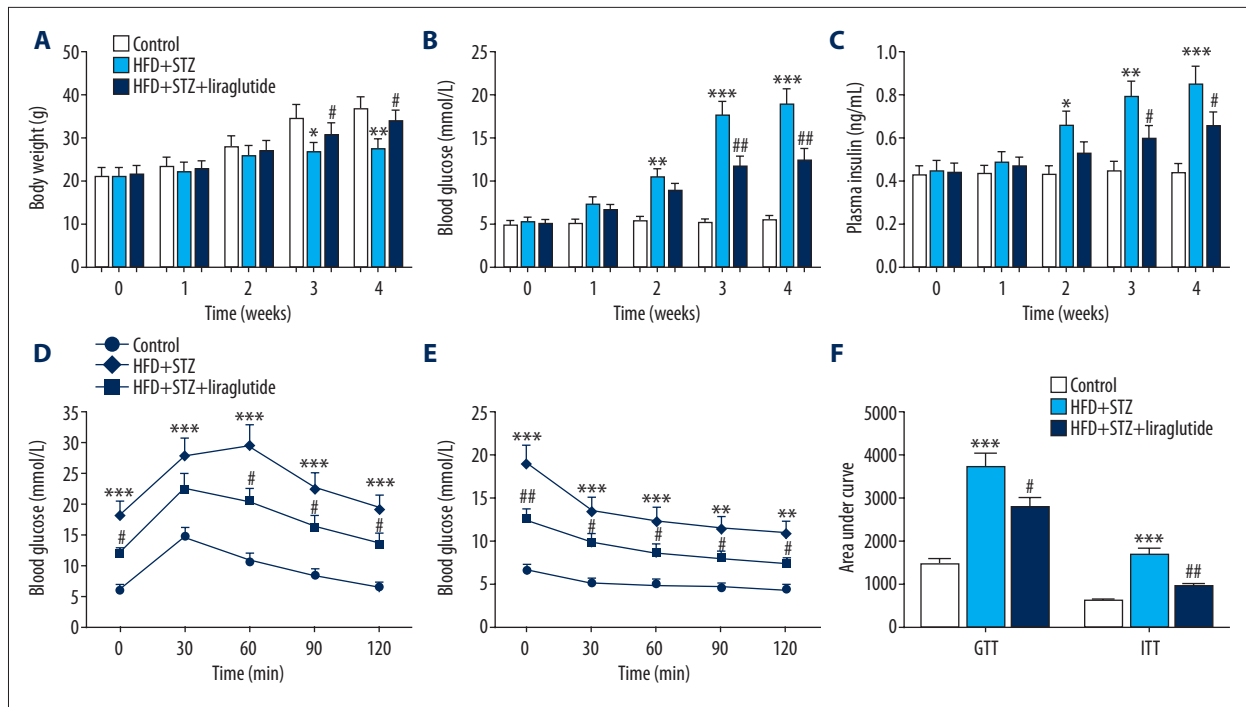 A
Control
HFD+STZ
HFD+STZ+liraglutide
Body weight (g)
50
40
30
20
10
0
* # ** #
0 1 2 3 4
Time (weeks)
B
Blood glucose (mmol/L)
25
20
15
10
5
0
** *** ## *** ##
0 1 2 3 4
Time (weeks)
C
Plasma insulin (ng/mL)
1.0
0.8
0.6
0.4
0.2
0.0
* ** # *** #
0 1 2 3 4
Time (weeks)
D
Control
HFD+STZ
HFD+STZ+liraglutide
Blood glucose (mmol/L)
35
30
25
20
15
10
5
0
*** *** *** *** ***
# # # #
0 30 60 90 120
Time (min)
E
Blood glucose (mmol/L)
25
20
15
10
5
0
*** *** *** ** **
## # # # #
0 30 60 90 120
Time (min)
F
Control
HFD+STZ
HFD+STZ+liraglutide
Area under curve
5000
4000
3000
2000
1000
0
*** # *** ##
GTT ITT